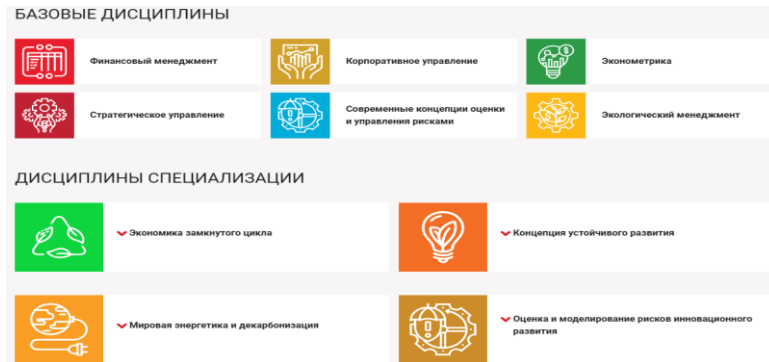 БАЗОВЫЕ ДИСЦИПЛИНЫ
Финансовый менеджмент
Корпоративное управление
Эконометрика
Стратегическое управление
Современные концепции оценки
и управления рисками
Экологический менеджмент
ДИСЦИПЛИНЫ СПЕЦИАЛИЗАЦИИ
Экономика замкнутого цикла
Концепция устойчивого развития
Мировая энергетика и декарбонизация
Оценка и моделирование рисков инновационного
развития